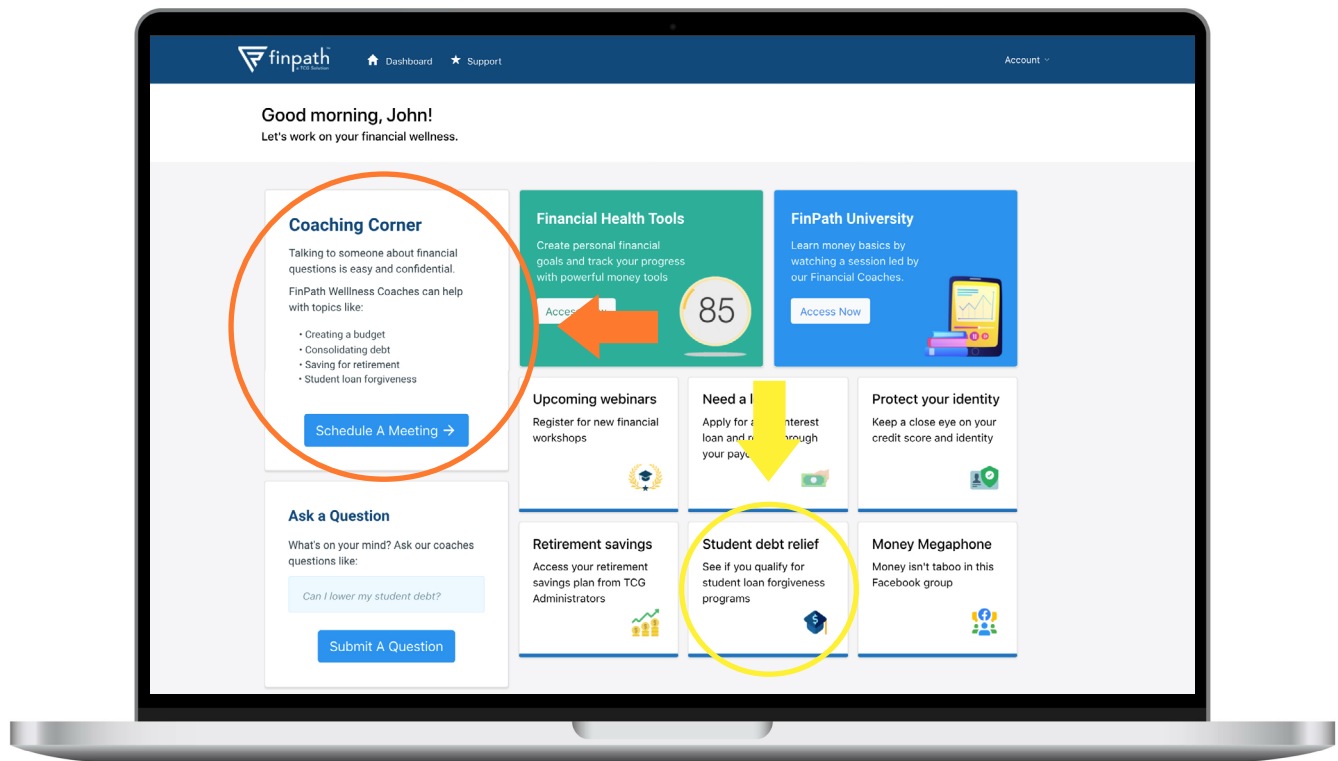 finpath™
a TCG Solution
Dashboard
Support
Account
Good morning, John!
Let's work on your financial wellness.
Coaching Corner
Talking to someone about financial
questions is easy and confidential.
FinPath Welllness Coaches can help
with topics like:
• Creating a budget
• Consolidating debt
• Saving for retirement
• Student loan forgiveness
Schedule A Meeting →
Ask a Question
What's on your mind? Ask our coaches
questions like:
Can I lower my student debt?
Submit A Question
Financial Health Tools
Create personal financial
goals and track your progress
with powerful money tools
85
FinPath University
Learn money basics by
watching a session led by
our Financial Coaches.
Access Now
Upcoming webinars
Register for new financial
workshops
Need a
Apply for a
loan and
your
Protect your identity
Keep a close eye on your
credit score and identity
Retirement savings
Access your retirement
savings plan from TCG
Administrators
Student debt relief
See if you qualify for
student loan forgiveness
programs
Money Megaphone
Money isn't taboo in this
Facebook group